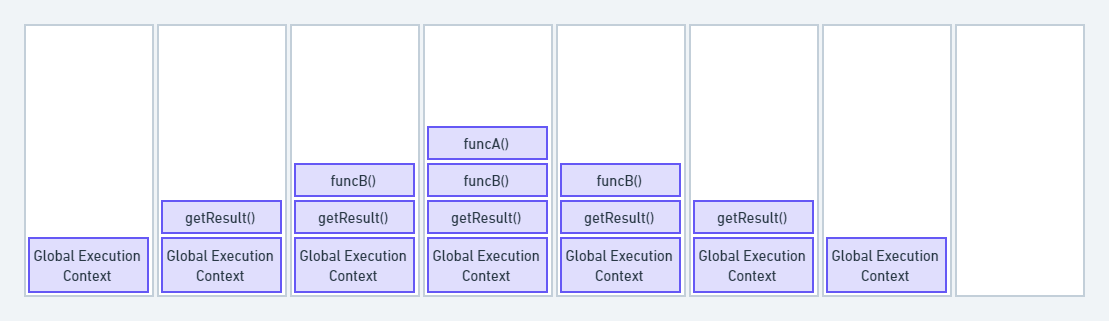 funcA()
funcB()
funcB()
funcB()
getResult()
getResult()
getResult()
getResult()
getResult()
Global Execution
Context
Global Execution
Context
Global Execution
Context
Global Execution
Context
Global Execution
Context
Global Execution
Context
Global Execution
Context